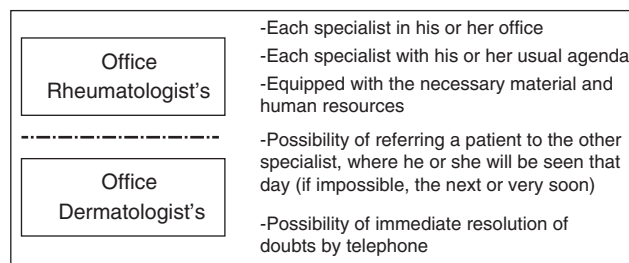 Office
Rheumatologist's
Office
Dermatologist's
-Each specialist in his or her office
-Each specialist with his or her usual agenda
-Equipped with the necessary material and
human resources
-Possibility of referring a patient to the other
specialist, where he or she will be seen that
day (if impossible, the next or very soon)
-Possibility of immediate resolution of
doubts by telephone